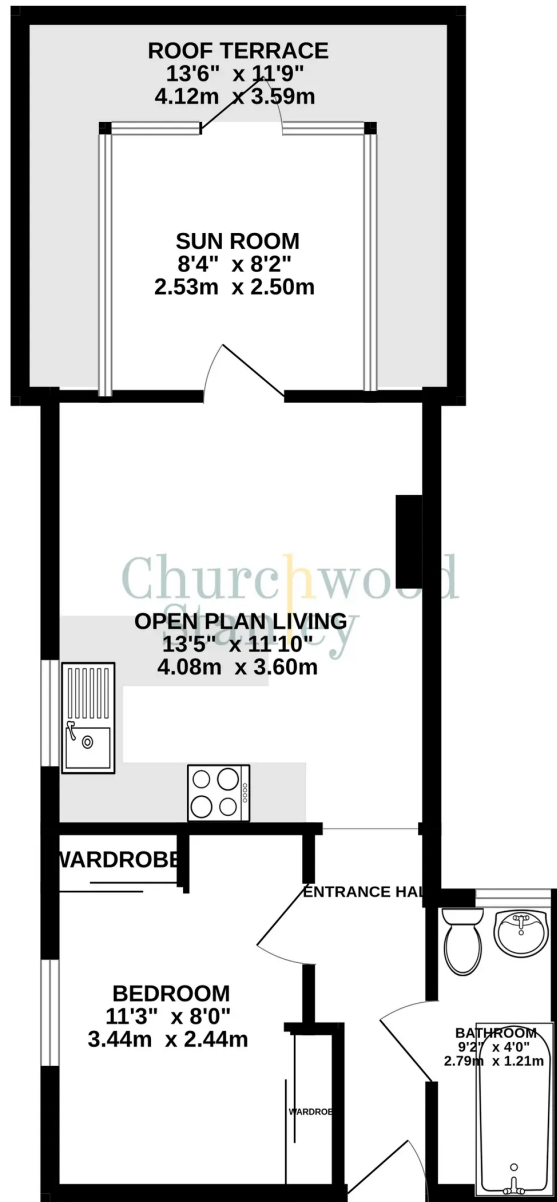 ROOF TERRACE
13'6" x 11'9"
4.12m x 3.59m
SUN ROOM
8'4" x 8'2"
2.53m x 2.50m
Churchwood
Stanley
OPEN PLAN LIVING
13'5" x 11'10"
4.08m x 3.60m
WARDROBE
ENTRANCE HAL
BEDROOM
11'3" x 8'0"
3.44m x 2.44m
BATHROOM
9'2" x 4'0"
2.79m x 1.21m
WARDROBE